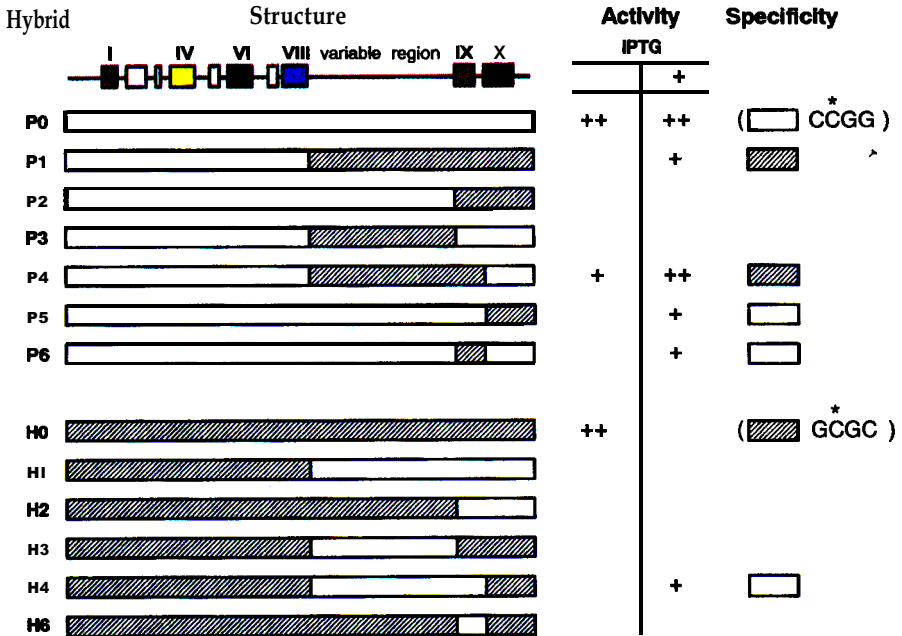 Hybrid Structure Activity Specificity
IPTG
I IV VI VIII variable region IX X
+
P0 ++ ++ ( CCGG )
*
P1 +
P2
P3
P4 + ++
P5 +
P6 +
H0 ++ ( GCGC )
*
H1
H2
H3
H4 +
H6